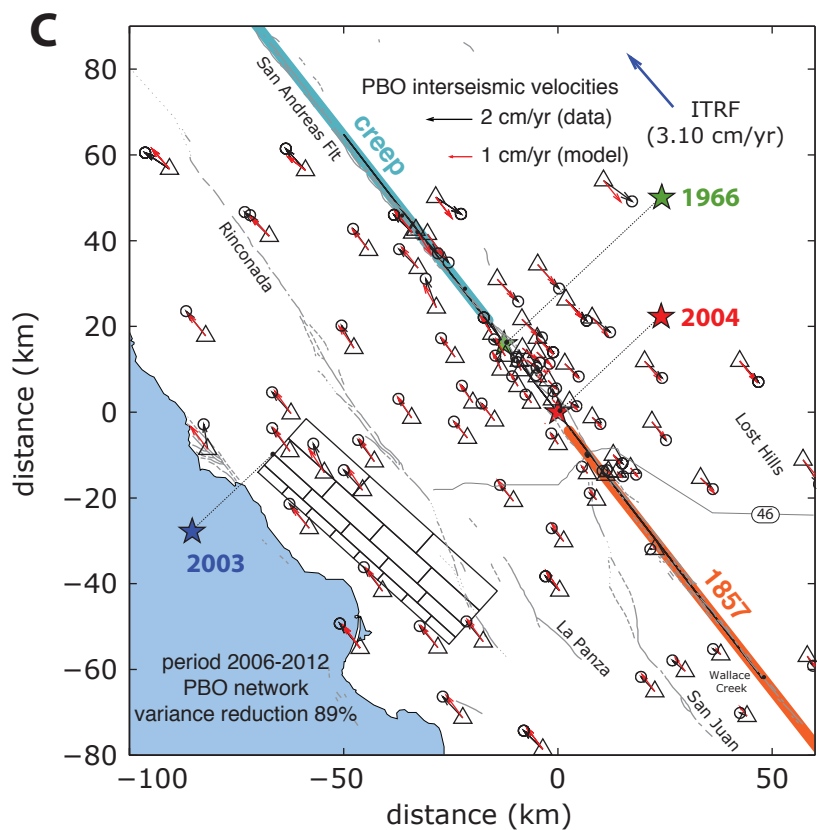 C
80
60
40
20
0
−20
−40
−60
−80
distance (km)
−100
−50
0
50
distance (km)
San Andreas Flt
creep
PBO interseismic velocities
2 cm/yr (data)
1 cm/yr (model)
ITRF
(3.10 cm/yr)
1966
2004
Rinconada
Lost Hills
46
2003
1857
La Panza
San Juan
Wallace
Creek
period 2006-2012
PBO network
variance reduction 89%